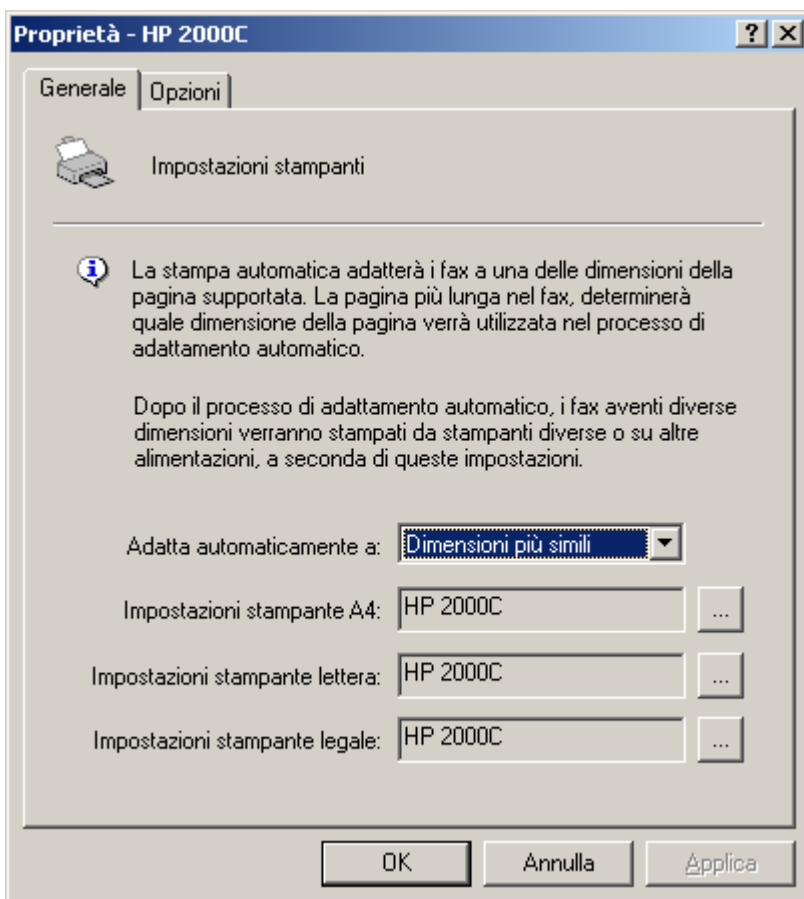 Proprietà - HP 2000C
Generale
Opzioni
Impostazioni stampanti
La stampa automatica adatterà i fax a una delle dimensioni della
pagina supportata. La pagina più lunga nel fax, determinerà
quale dimensione della pagina verrà utilizzata nel processo di
adattamento automatico.
Dopo il processo di adattamento automatico, i fax aventi diverse
dimensioni verranno stampati da stampanti diverse o su altre
alimentazioni, a seconda di queste impostazioni.
Adatta automaticamente a: Dimensioni più simili
Impostazioni stampante A4: HP 2000C ...
Impostazioni stampante lettera: HP 2000C ...
Impostazioni stampante legale: HP 2000C ...
OK Annulla Applica